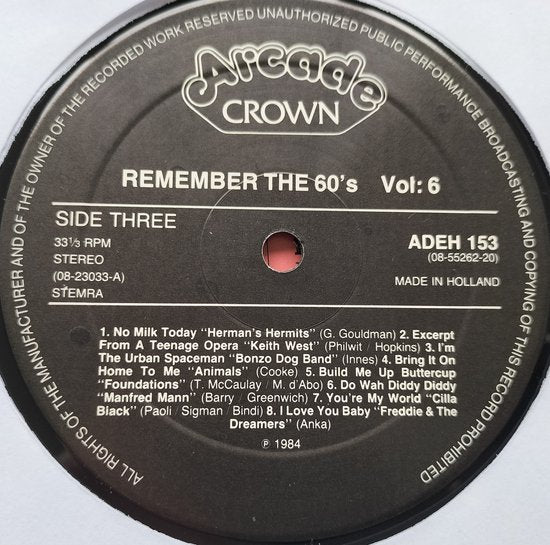 ALL RIGHTS OF THE MANUFACTURER AND OF THE OWNER OF THE RECORDED WORK RESERVED UNAUTHORIZED PUBLIC PERFORMANCE BROADCASTING AND COPYING OF THIS RECORD PROHIBITED
Arcade
CROWN
REMEMBER THE 60's Vol: 6
SIDE THREE
33⅓ RPM
STEREO
(08-23033-A)
STEMRA
ADEH 153
(08-55262-20)
MADE IN HOLLAND
1. No Milk Today "Herman's Hermits" (G. Gouldman) 2. Excerpt
From A Teenage Opera "Keith West" (Philwit / Hopkins) 3. I'm
The Urban Spaceman "Bonzo Dog Band" (Innes) 4. Bring It On
Home To Me "Animals" (Cooke) 5. Build Me Up Buttercup
"Foundations" (T. McCaulay / M. d'Abo) 6. Do Wah Diddy Diddy
"Manfred Mann" (Barry / Greenwich) 7. You're My World "Cilla
Black" (Paoli / Sigman / Bindi) 8. I Love You Baby "Freddie & The
Dreamers" (Anka)
℗ 1984